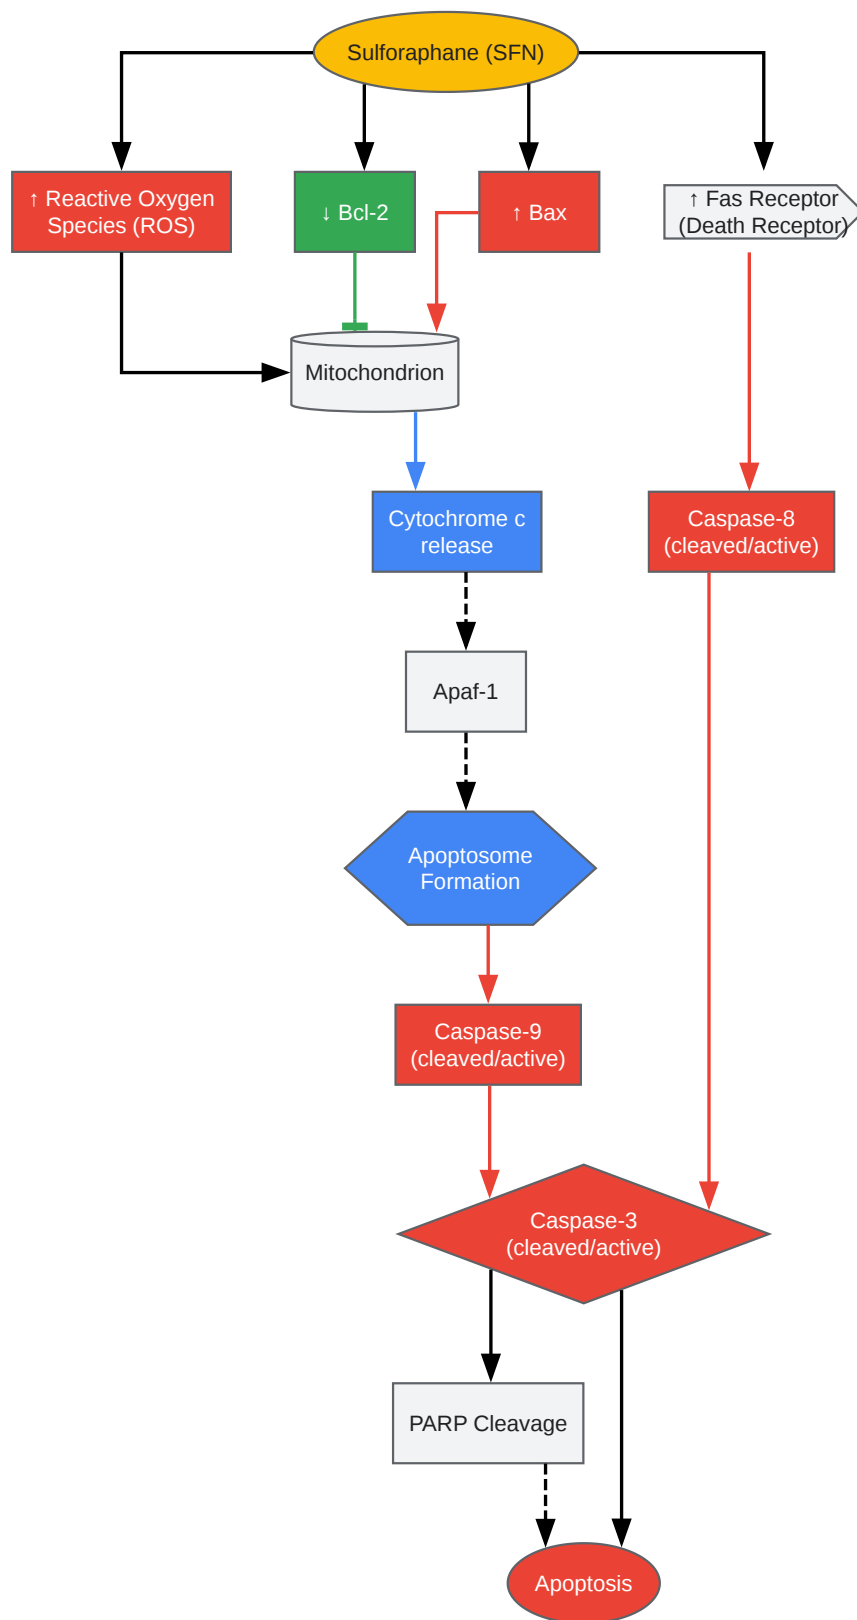 Sulforaphane (SFN)
↑ Reactive Oxygen
Species (ROS)
↓ Bcl-2
↑ Bax
↑ Fas Receptor
(Death Receptor)
Mitochondrion
Cytochrome c
release
Caspase-8
(cleaved/active)
Apaf-1
Apoptosome
Formation
Caspase-9
(cleaved/active)
Caspase-3
(cleaved/active)
PARP Cleavage
Apoptosis